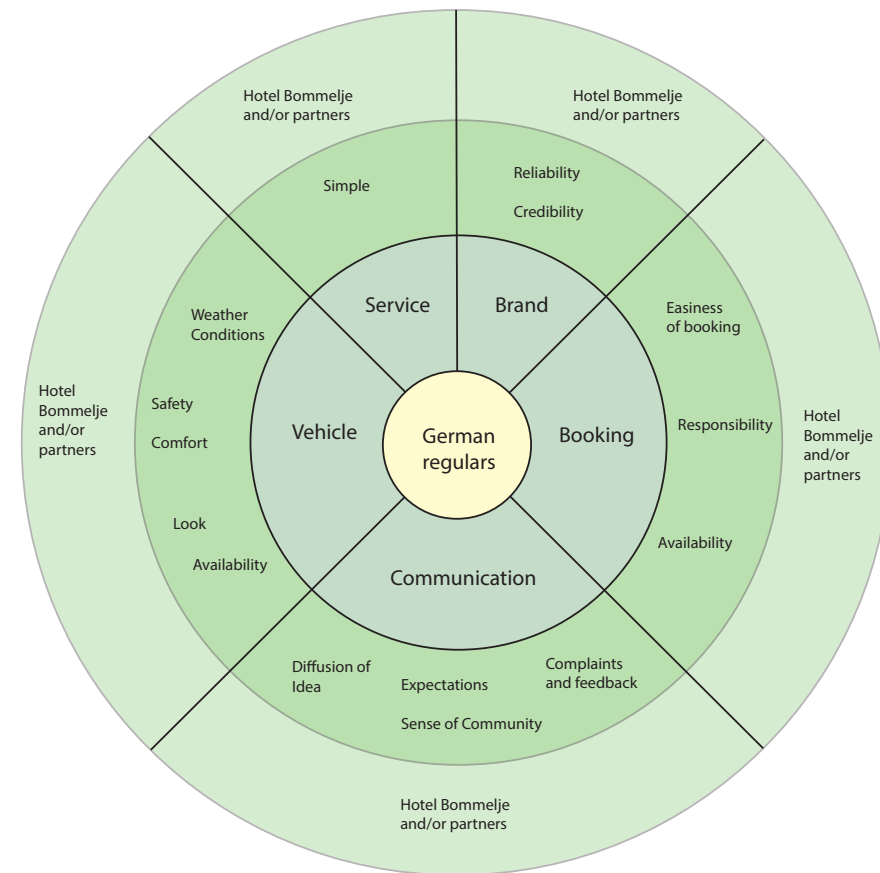 Hotel Bommelje
and/or partners
Hotel Bommelje
and/or partners
Simple
Reliability
Credibility
Service
Brand
Weather
Conditions
Easiness
of booking
Hotel
Bommelje
and/or
partners
Safety
Comfort
Vehicle
German
regulars
Booking
Responsibility
Hotel
Bommelje
and/or
partners
Look
Availability
Availability
Communication
Diffusion of
Idea
Expectations
Complaints
and feedback
Sense of Community
Hotel Bommelje
and/or partners